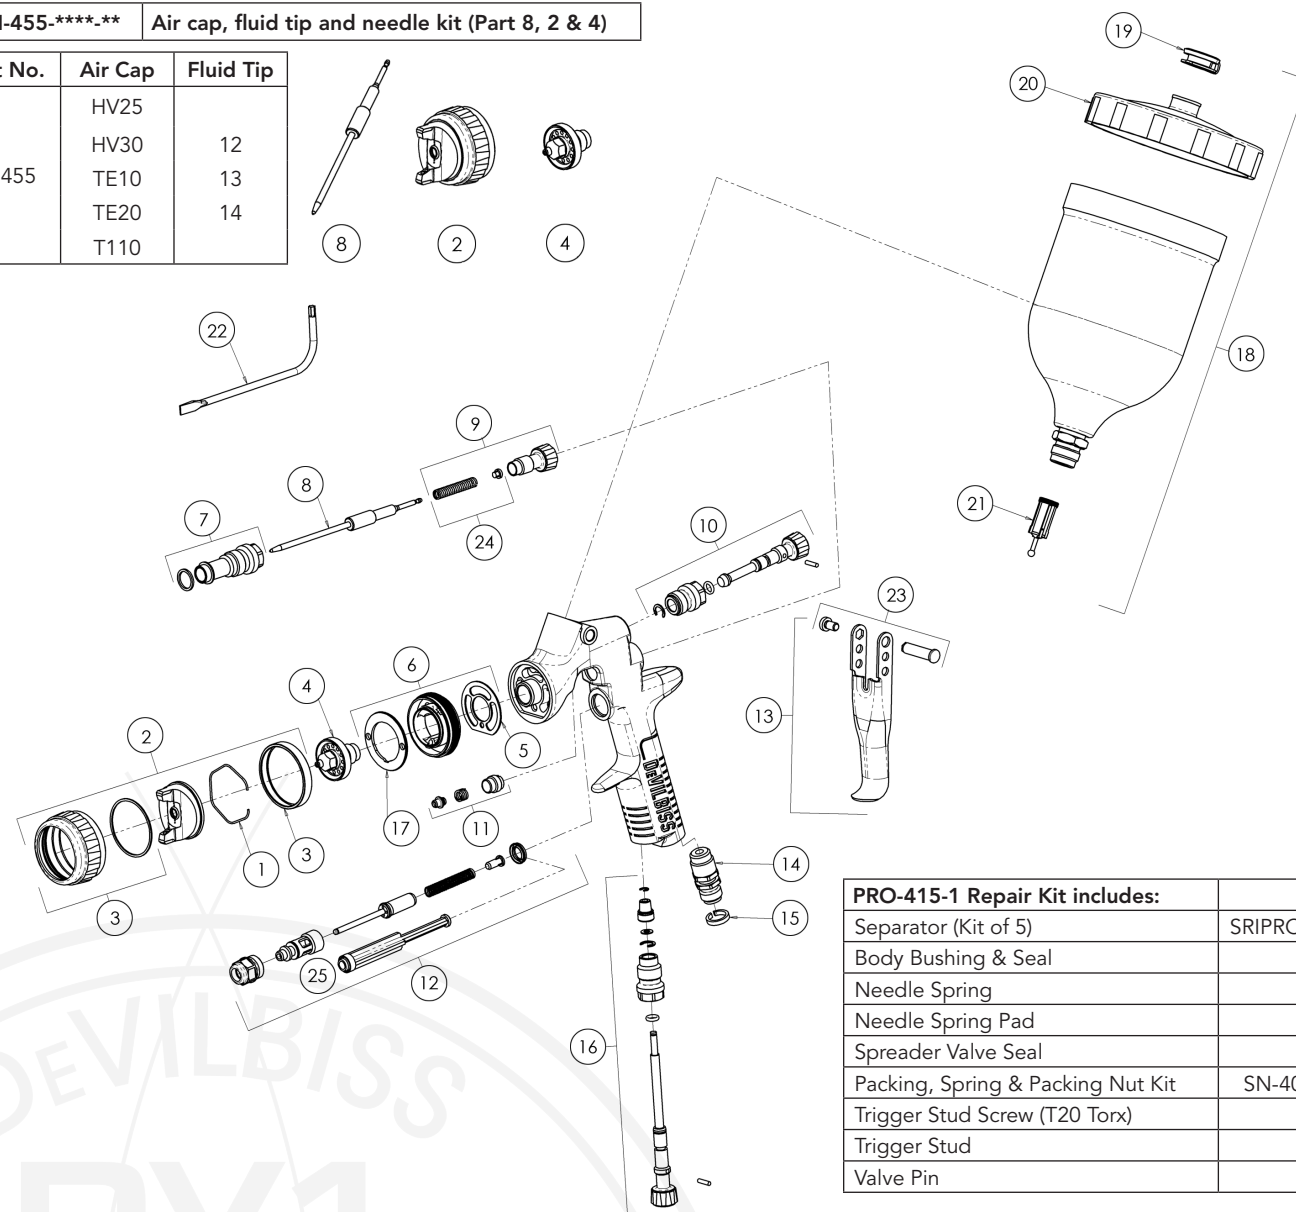 -455-****-** Air cap, fluid tip and needle kit (Part 8, 2 & 4)
No. Air Cap Fluid Tip
HV25
HV30 12
455
TE10 13
TE20 14
T110
8
2
4
19
20
18
21
22
9
8
7
24
10
23
13
6
4
5
2
17
11
1
3
3
14
15
25
12
16
DeVILBISS
DeVILBISS
PRO-415-1 Repair Kit includes:
Separator (Kit of 5) SRIPRO
Body Bushing & Seal
Needle Spring
Needle Spring Pad
Spreader Valve Seal
Packing, Spring & Packing Nut Kit SN-40
Trigger Stud Screw (T20 Torx)
Trigger Stud
Valve Pin